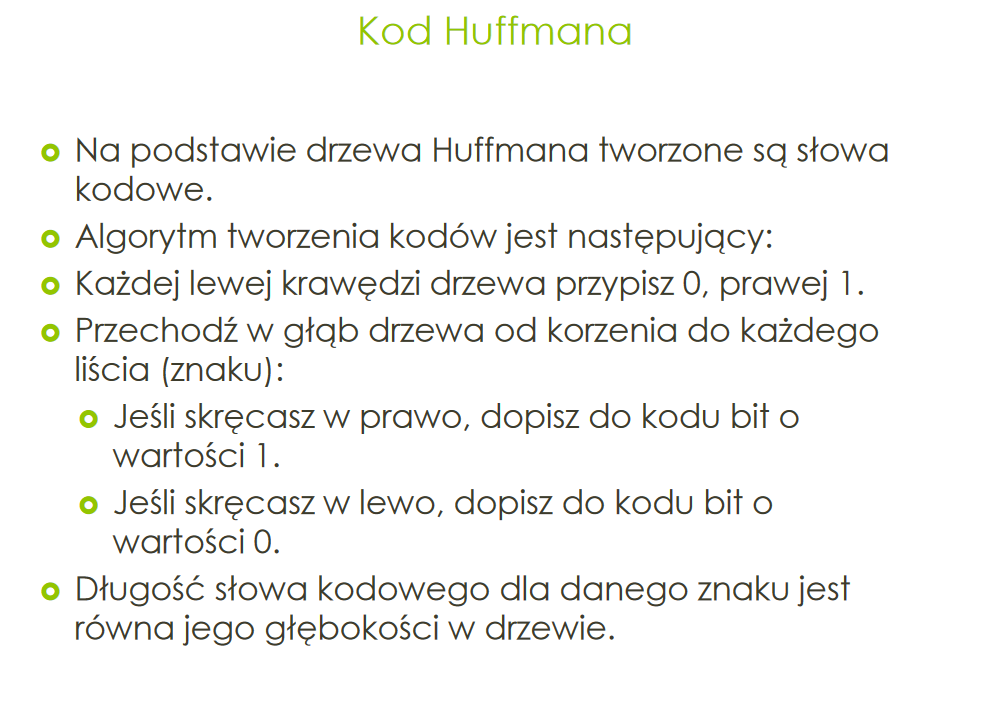 Kod Huffmana
Na podstawie drzewa Huffmana tworzone są słowa
kodowe.
Algorytm tworzenia kodów jest następujący:
Każdej lewej krawędzi drzewa przypisz 0, prawej 1.
Przechodź w głąb drzewa od korzenia do każdego
liścia (znaku):
Jeśli skręcasz w prawo, dopisz do kodu bit o
wartości 1.
Jeśli skręcasz w lewo, dopisz do kodu bit o
wartości 0.
Długość słowa kodowego dla danego znaku jest
równa jego głębokości w drzewie.